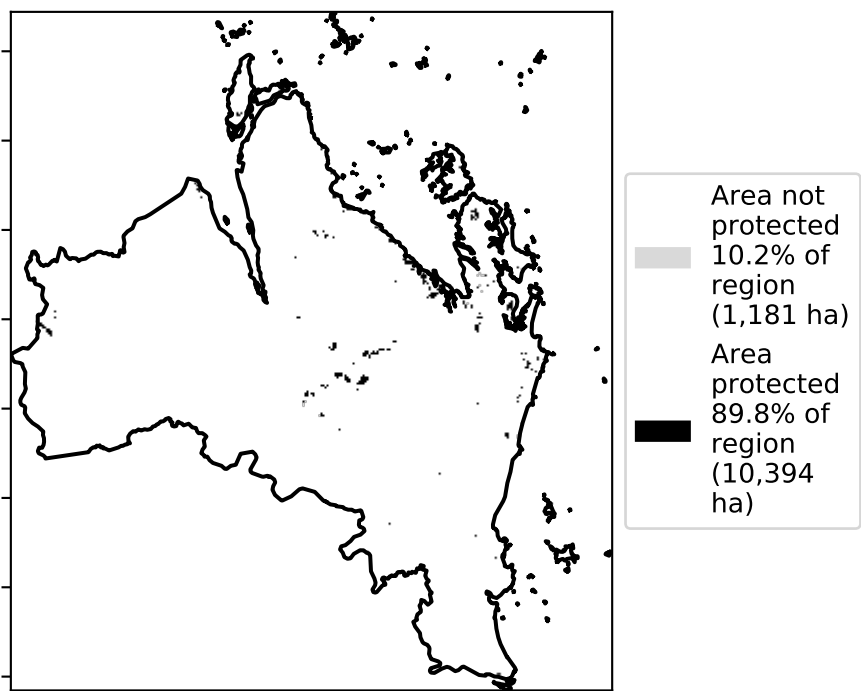 Area not
protected
10.2% of
region
(1,181 ha)
Area
protected
89.8% of
region
(10,394
ha)